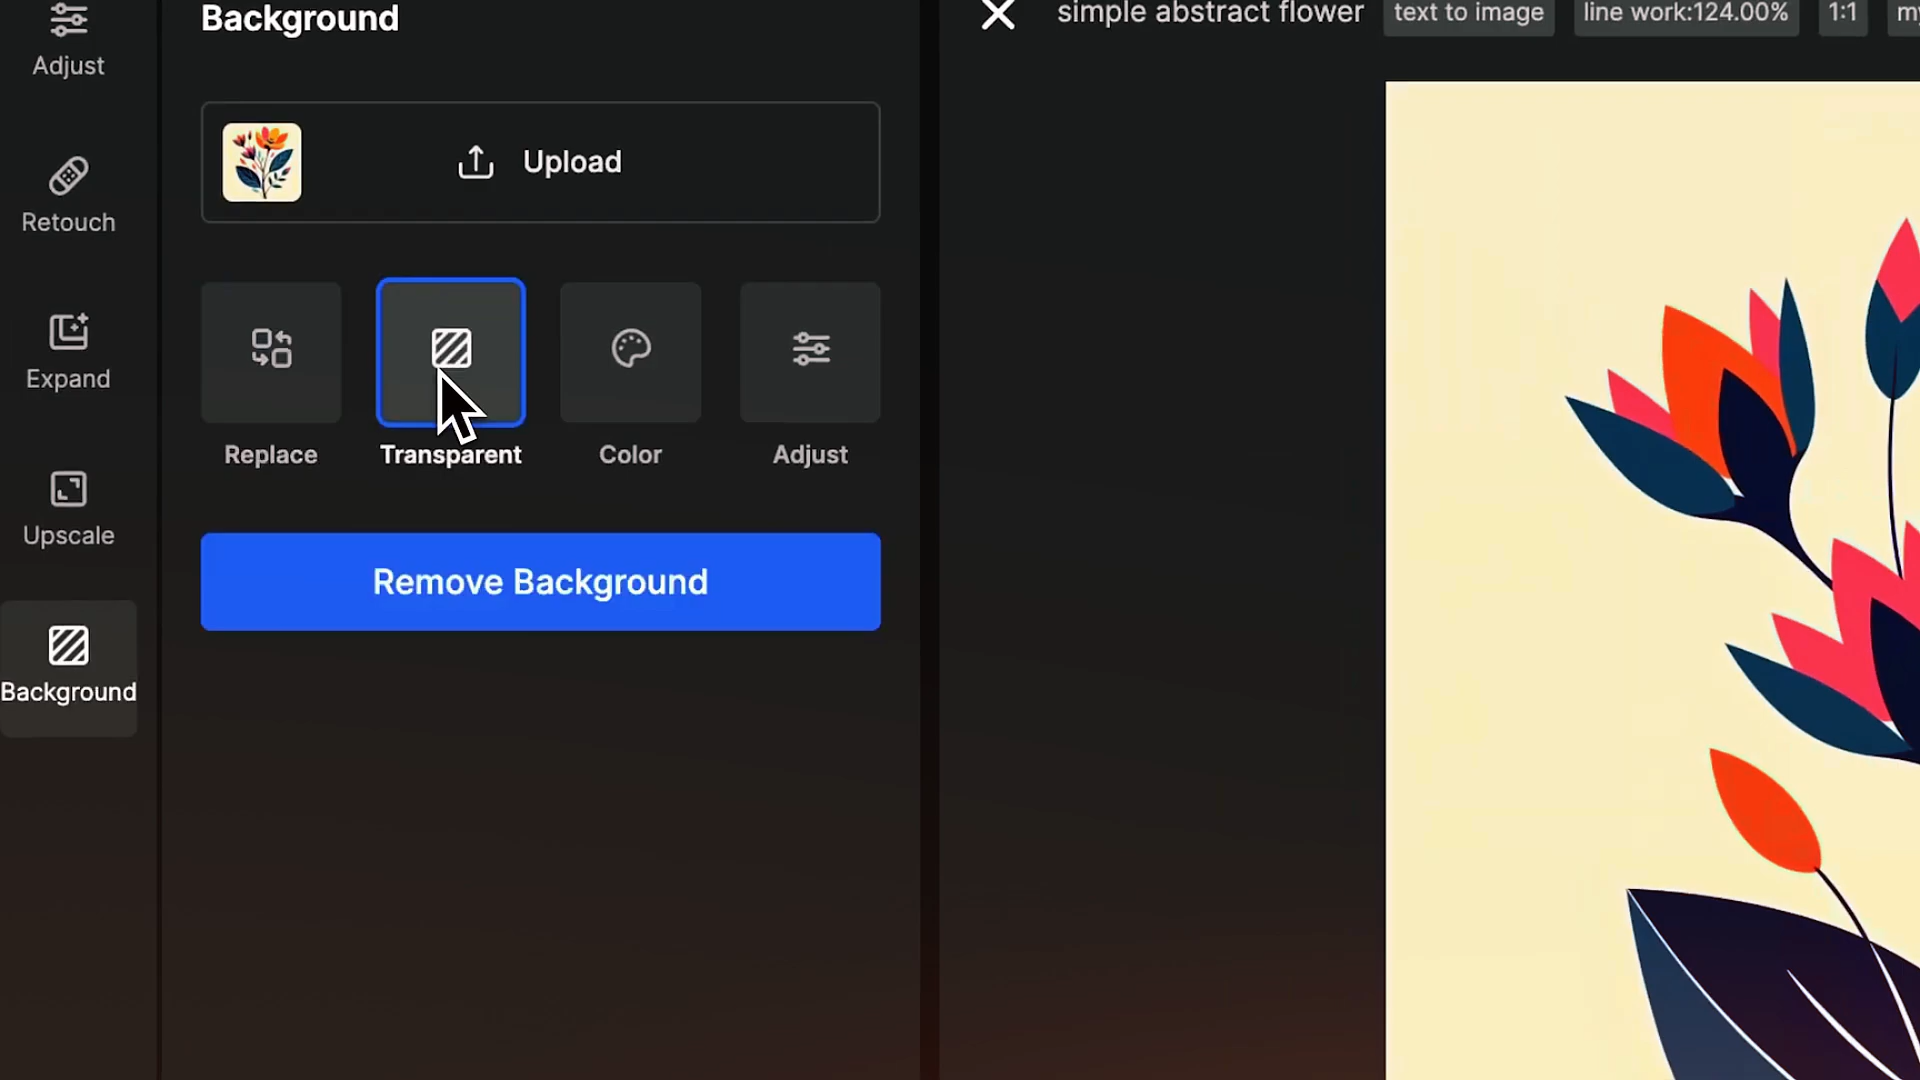 Adjust
Retouch
Expand
Upscale
Background
Background
Upload
Replace
Transparent
Color
Adjust
Remove Background
simple abstract flower
text to image
line work:124.00%
1:1